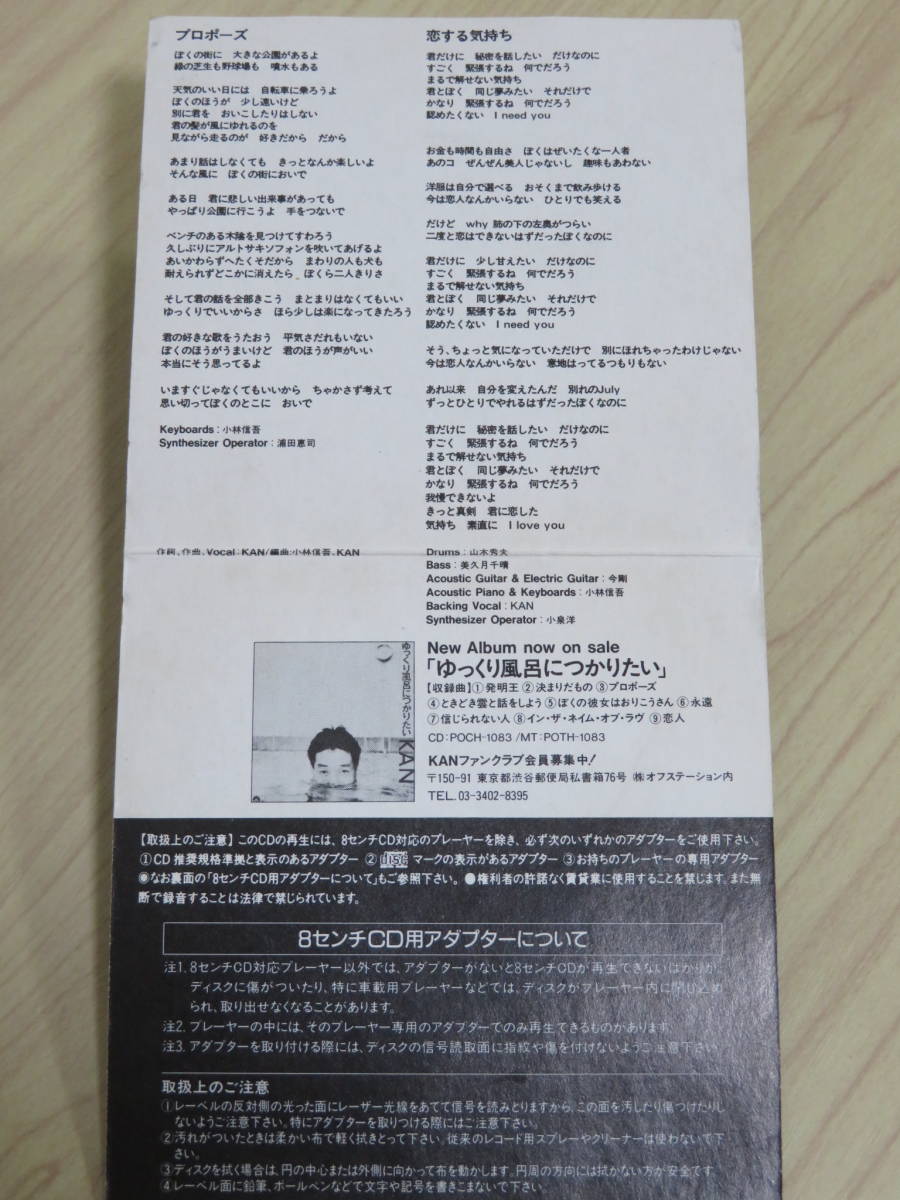 プロポーズ
ぼくの街に　大きな公園があるよ
緑の芝生も野球場も　噴水もある
天気のいい日には　自転車に乗ろうよ
ぼくのほうが　少し速いけど
別に君を　おいこしたりはしない
君の髪が風にゆれるのを
見ながら走るのが　好きだから　だから
あまり話はしなくても　きっとなんか楽しいよ
そんな風に　ぼくの街においで
ある日　君に悲しい出来事があっても
やっぱり公園に行こうよ　手をつないで
ベンチのある木陰を見つけてすわろう
久しぶりにアルトサキソフォンを吹いてあげるよ
あいかわらずへたくそだから　まわりの人も犬も
耐えられずどこかに消えたら　ぼくら二人きりさ
そして君の話を全部きこう　まとまりはなくてもいい
ゆっくりでいいからさ　ほら少しは楽になってきたろう
君の好きな歌をうたおう　平気さだれもいない
ぼくのほうがうまいけど　君のほうが声がいい
本当にそう思ってるよ
いますぐじゃなくてもいいから　ちゃかさず考えて
思い切ってぼくのとこに　おいで
Keyboards：小林信吾
Synthesizer Operator：浦田恵司
恋する気持ち
君だけに　秘密を話したい　だけなのに
すごく　緊張するね　何でだろう
まるで解せない気持ち
君とぼく　同じ夢みたい　それだけで
かなり　緊張するね　何でだろう
認めたくない　I need you
お金も時間も自由さ　ぼくはぜいたくな一人者
あのコ　ぜんぜん美人じゃないし　趣味もあわない
洋服は自分で選べる　おそくまで飲み歩ける
今は恋人なんかいらない　ひとりでも笑える
だけど　why 肺の下の左奥がつらい
二度と恋はできないはずだったぼくなのに
君だけに　少し甘えたい　だけなのに
すごく　緊張するね　何でだろう
まるで解せない気持ち
君とぼく　同じ夢みたい　それだけで
かなり　緊張するね　何でだろう
認めたくない　I need you
そう、ちょっと気になっていただけで　別にほれちゃったわけじゃない
今は恋人なんかいらない　意地はってるつもりもない
あれ以来　自分を変えたんだ　別れのJuly
ずっとひとりでやれるはずだったぼくなのに
君だけに　秘密を話したい　だけなのに
すごく　緊張するね　何でだろう
まるで解せない気持ち
君とぼく　同じ夢みたい　それだけで
かなり　緊張するね　何でだろう
我慢できないよ
きっと真剣　君に恋した
気持ち　素直に　I love you
作詞、作曲、Vocal：KAN/編曲：小林信吾、KAN
Drums：山木秀夫
Bass：美久月千晴
Acoustic Guitar & Electric Guitar：今剛
Acoustic Piano & Keyboards：小林信吾
Backing Vocal：KAN
Synthesizer Operator：小泉洋
ゆっくり風呂につかりたい KAN
New Album now on sale
「ゆっくり風呂につかりたい」
【収録曲】①発明王 ②決まりだもの ③プロポーズ
④ときどき雲と話をしよう ⑤ぼくの彼女はおりこうさん ⑥永遠
⑦信じられない人 ⑧イン・ザ・ネイム・オブ・ラヴ ⑨恋人
CD:POCH-1083 /MT:POTH-1083
KANファンクラブ会員募集中！
〒150-91 東京都渋谷郵便局私書箱76号 ㈱オフステーション内
TEL.03-3402-8395
【取扱上のご注意】このCDの再生には、8センチCD対応のプレーヤーを除き、必ず次のいずれかのアダプターをご使用下さい。
①CD推奨規格準拠と表示のあるアダプター ② disc マークの表示があるアダプター ③お持ちのプレーヤーの専用アダプター
◉なお裏面の「8センチCD用アダプターについて」もご参照下さい。●権利者の許諾なく賃貸業に使用することを禁じます。また無
断で録音することは法律で禁じられています。
8センチCD用アダプターについて
注1. 8センチCD対応プレーヤー以外では、アダプターがないと8センチCDが再生できないばかりか、
ディスクに傷がついたり、特に車載用プレーヤーなどでは、ディスクがプレーヤー内に閉じ込め
られ、取り出せなくなることがあります。
注2. プレーヤーの中には、そのプレーヤー専用のアダプターでのみ再生できるものがあります。
注3. アダプターを取り付ける際には、ディスクの信号読取面に指紋や傷を付けないようご注意下さい。
取扱上のご注意
①レーベルの反対側の光った面にレーザー光線をあてて信号を読みとりますから、この面を汚したり傷つけたりし
ないようご注意下さい。特にアダプターを取りつける際にはご注意下さい。
②汚れがついたときは柔かい布で軽く拭きとって下さい。従来のレコード用スプレーやクリーナーは使わないで下
さい。
③ディスクを拭く場合は、円の中心または外側に向かって布を動かします。円周の方向には拭かない方が安全です。
④レーベル面に鉛筆、ボールペンなどで文字や記号を書きこまないで下さい。